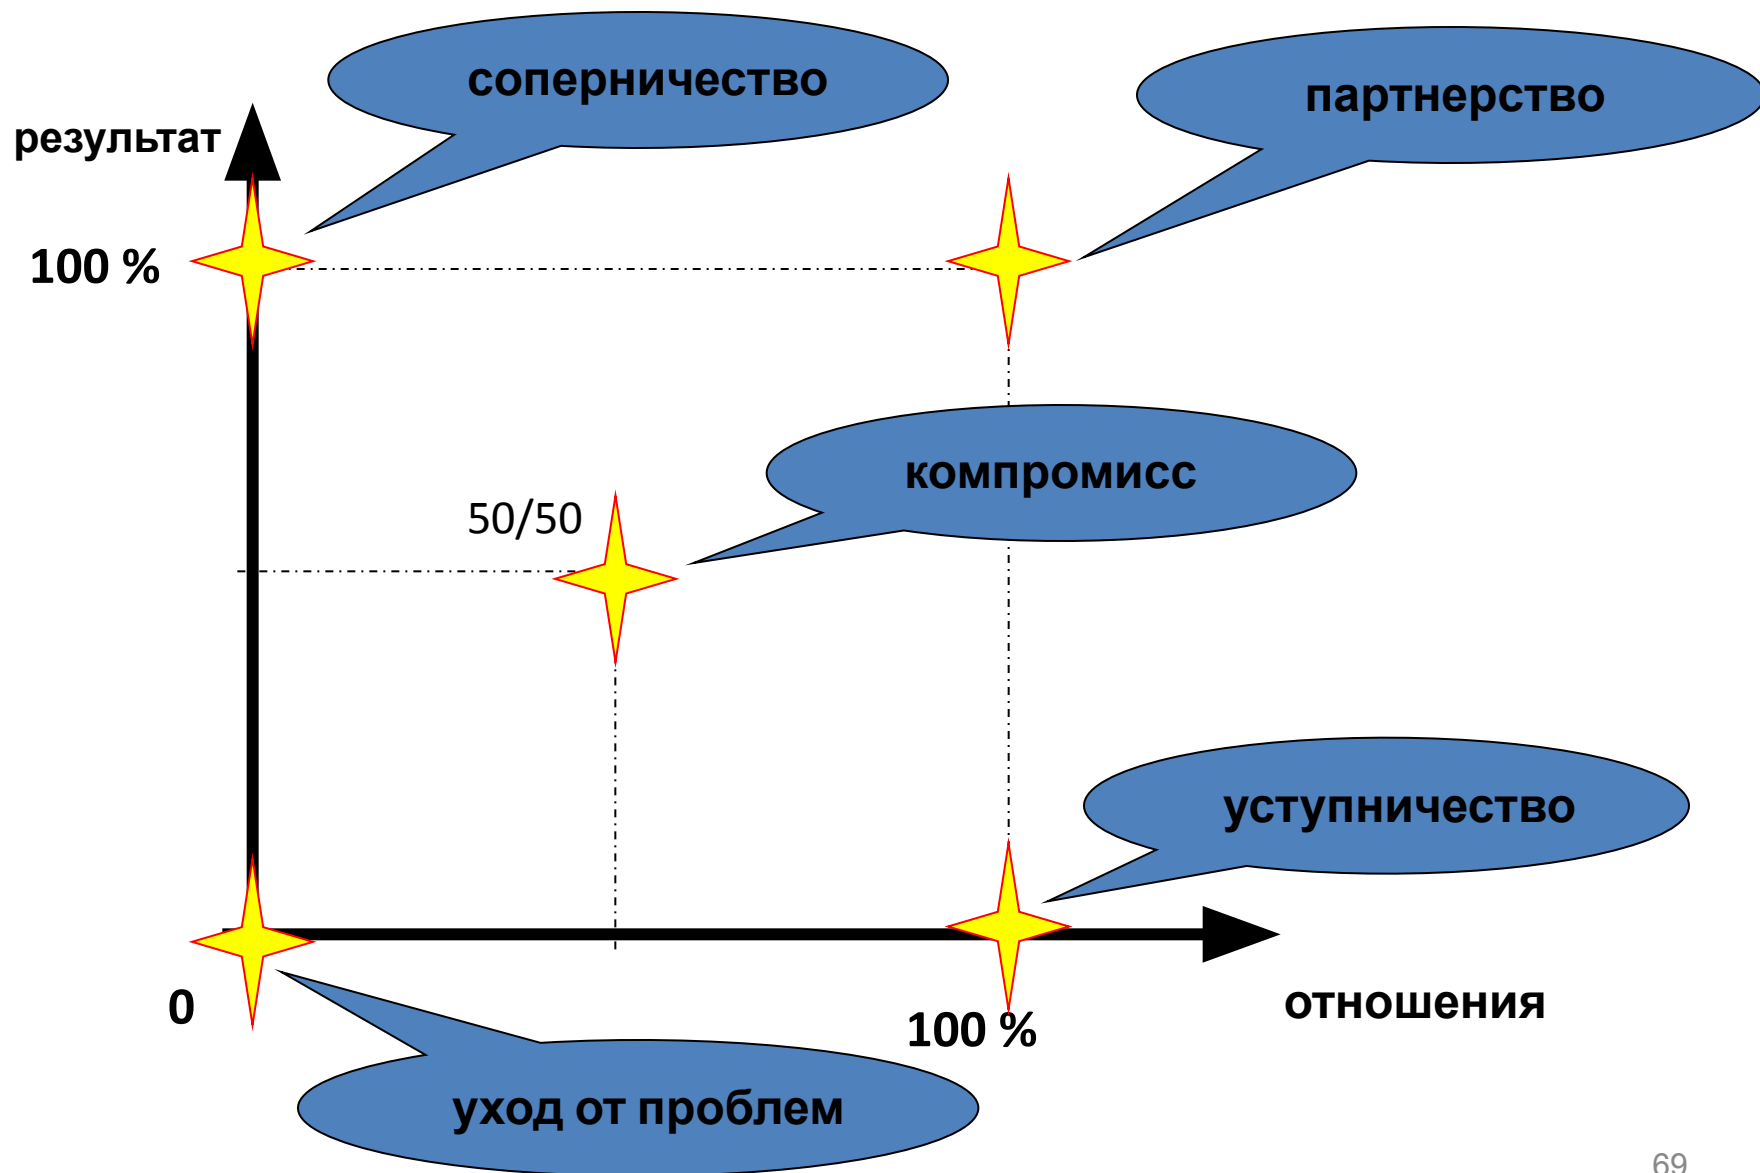 соперничество
партнерство
результат
100 %
компромисс
50/50
уступничество
0
отношения
100 %
уход от проблем
69